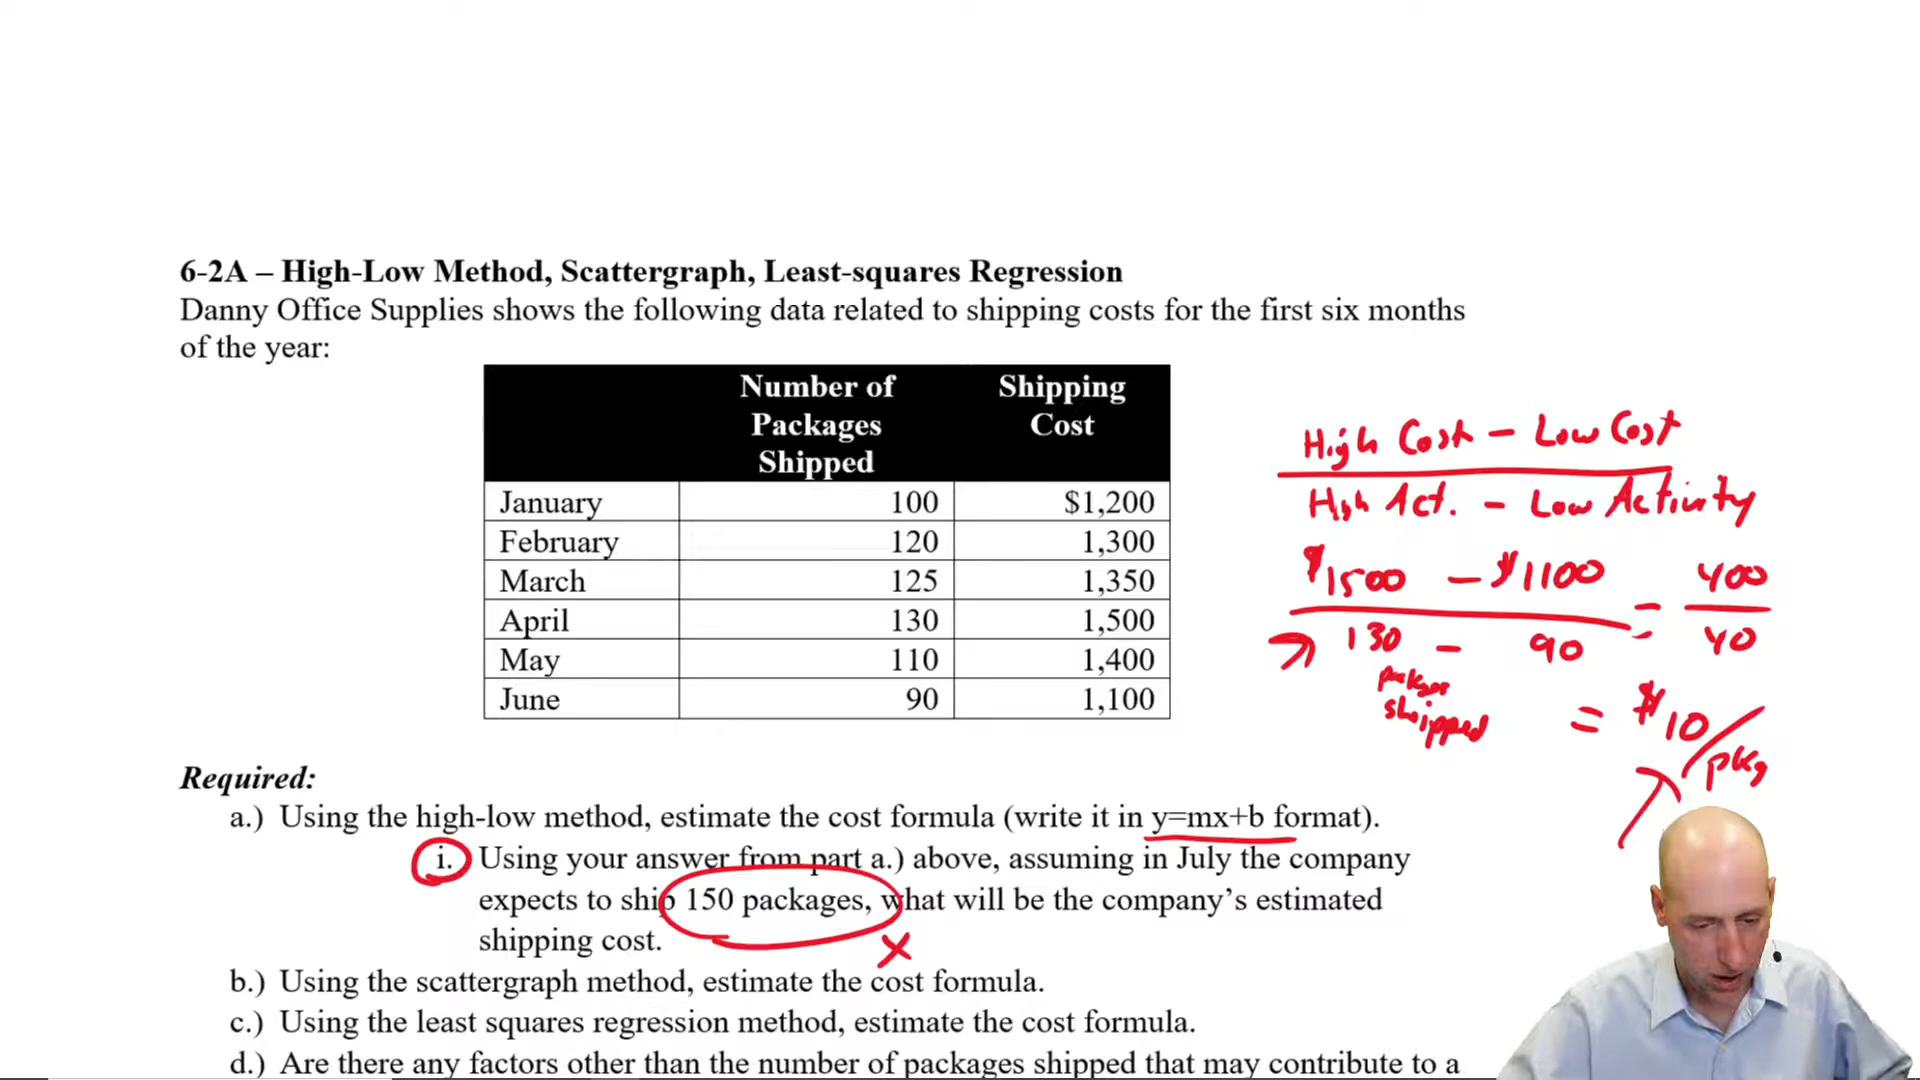 6-2A – High-Low Method, Scattergraph, Least-squares Regression
Danny Office Supplies shows the following data related to shipping costs for the first six months
of the year:
Number of Packages Shipped Shipping Cost
January 100 $1,200
February 120 1,300
March 125 1,350
April 130 1,500
May 110 1,400
June 90 1,100
High Cost – Low Cost
High Act. – Low Activity
$1500 – $1100 400
130 – 90 = 40
packages
shipped
= $10/pkg
Required:
a.) Using the high-low method, estimate the cost formula (write it in y=mx+b format).
i. Using your answer from part a.) above, assuming in July the company
expects to ship 150 packages, what will be the company’s estimated
shipping cost.
x
b.) Using the scattergraph method, estimate the cost formula.
c.) Using the least squares regression method, estimate the cost formula.
d.) Are there any factors other than the number of packages shipped that may contribute to a